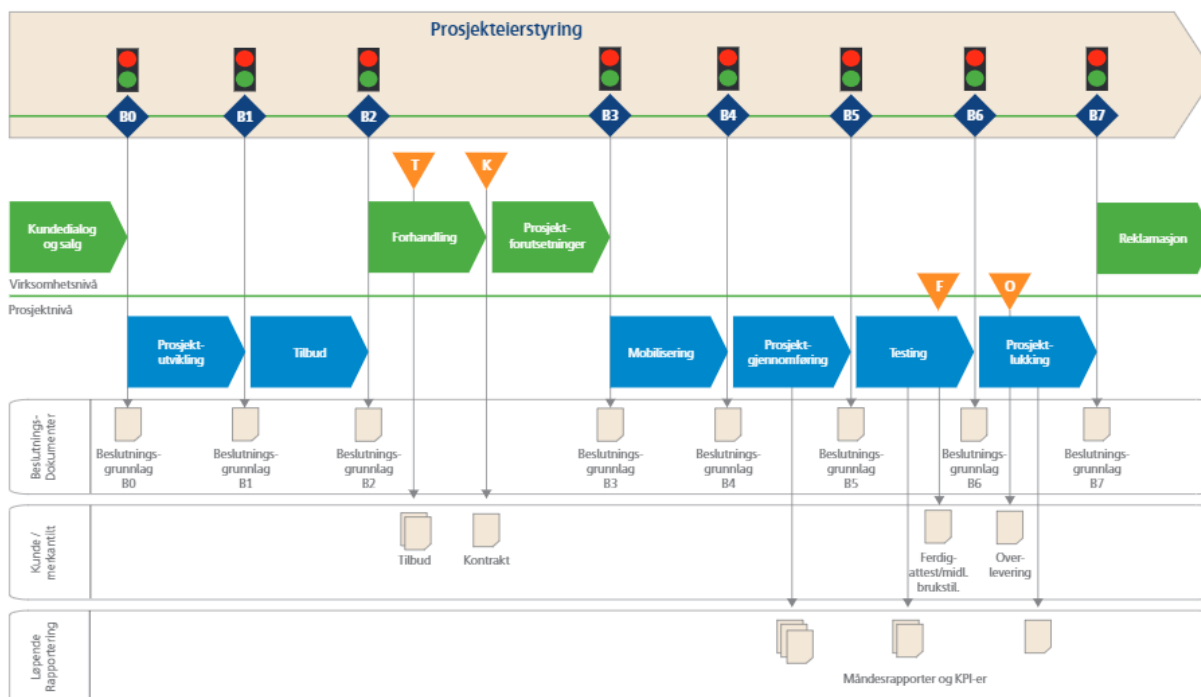 Prosjekteierstyring
B0
B1
B2
B3
B4
B5
B6
B7
T
K
Kundedialog
og salg
Forhandling
Prosjekt-
forutsetninger
Reklamasjon
Virksomhetsnivå
Prosjektnivå
F
O
Prosjekt-
utvikling
Tilbud
Mobilisering
Prosjekt-
gjennomføring
Testing
Prosjekt-
lukking
Beslutnings-
Dokumenter
Beslutnings-
grunnlag
B0
Beslutnings-
grunnlag
B1
Beslutnings-
grunnlag
B2
Beslutnings-
grunnlag
B3
Beslutnings-
grunnlag
B4
Beslutnings-
grunnlag
B5
Beslutnings-
grunnlag
B6
Beslutnings-
grunnlag
B7
Kunde /
merkantilt
Tilbud
Kontrakt
Ferdig-
attest/midl.
brukstil.
Over-
levering
Løpende
Rapportering
Måndesrapporter og KPI-er